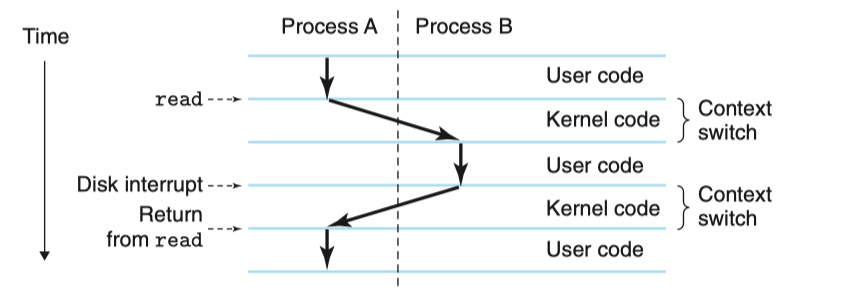 Process A
Process B
Time
User code
read
Kernel code
Context
switch
User code
Disk interrupt
Kernel code
Context
switch
Return
from read
User code